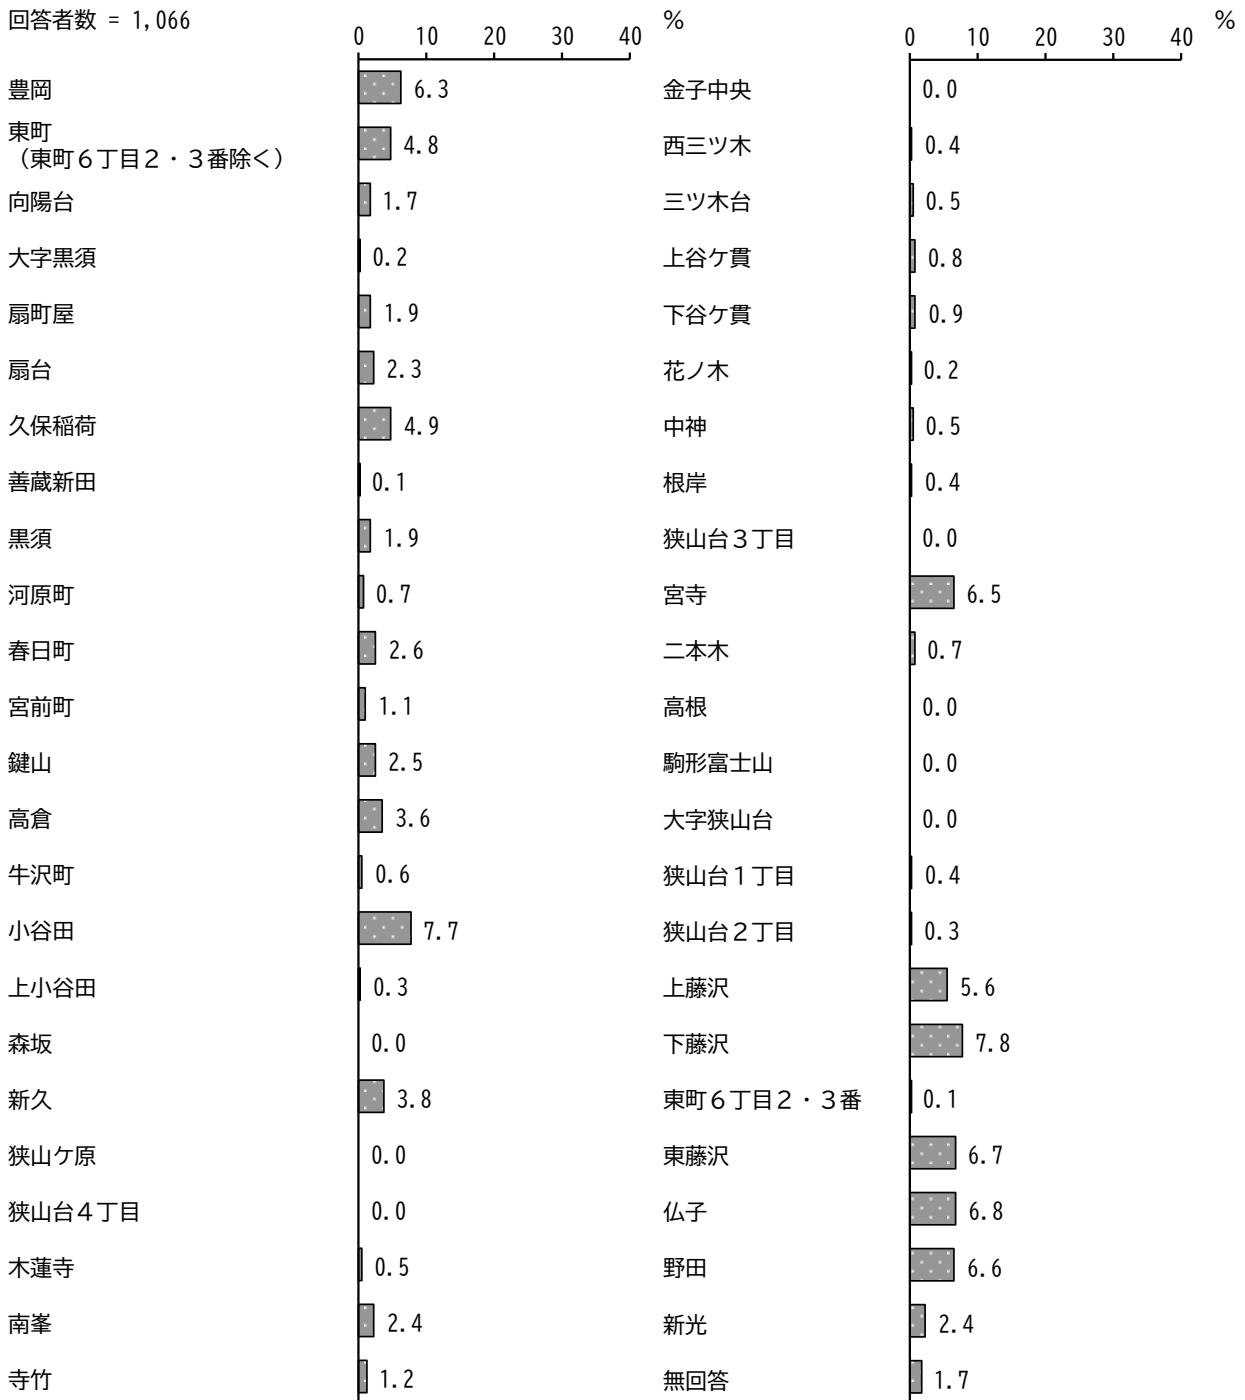 回答者数 = 1,066
0 10 20 30 40 %
豊岡 6.3
東町
（東町６丁目２・３番除く） 4.8
向陽台 1.7
大字黒須 0.2
扇町屋 1.9
扇台 2.3
久保稲荷 4.9
善蔵新田 0.1
黒須 1.9
河原町 0.7
春日町 2.6
宮前町 1.1
鍵山 2.5
高倉 3.6
牛沢町 0.6
小谷田 7.7
上小谷田 0.3
森坂 0.0
新久 3.8
狭山ケ原 0.0
狭山台４丁目 0.0
木蓮寺 0.5
南峯 2.4
寺竹 1.2
0 10 20 30 40 %
金子中央 0.0
西三ツ木 0.4
三ツ木台 0.5
上谷ケ貫 0.8
下谷ケ貫 0.9
花ノ木 0.2
中神 0.5
根岸 0.4
狭山台３丁目 0.0
宮寺 6.5
二本木 0.7
高根 0.0
駒形富士山 0.0
大字狭山台 0.0
狭山台１丁目 0.4
狭山台２丁目 0.3
上藤沢 5.6
下藤沢 7.8
東町６丁目２・３番 0.1
東藤沢 6.7
仏子 6.8
野田 6.6
新光 2.4
無回答 1.7